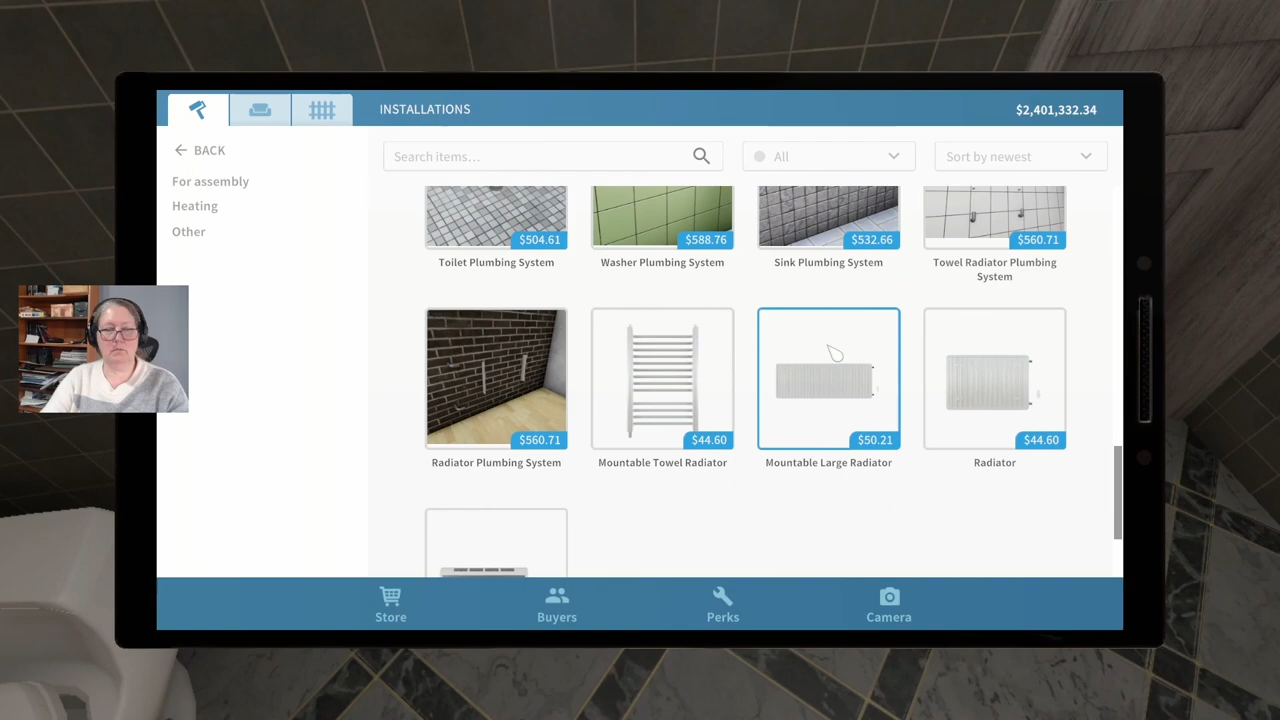 INSTALLATIONS
$2,401,332.34
BACK
Search items...
All
Sort by newest
For assembly
Heating
Other
$504.61
$588.76
$532.66
$560.71
Toilet Plumbing System
Washer Plumbing System
Sink Plumbing System
Towel Radiator Plumbing
System
$560.71
$44.60
$50.21
$44.60
Radiator Plumbing System
Mountable Towel Radiator
Mountable Large Radiator
Radiator
Store
Buyers
Perks
Camera